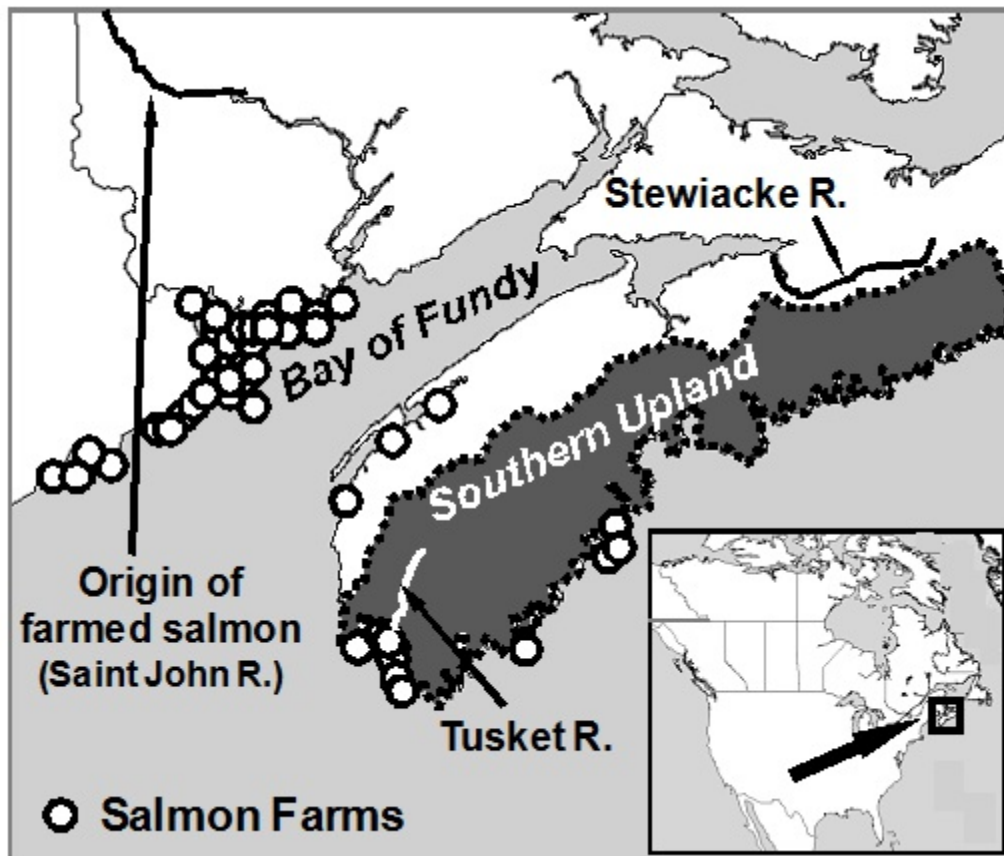 Stewiacke R.
Bay of Fundy
Southern Upland
Origin of
farmed salmon
(Saint John R.)
Tusket R.
Salmon Farms